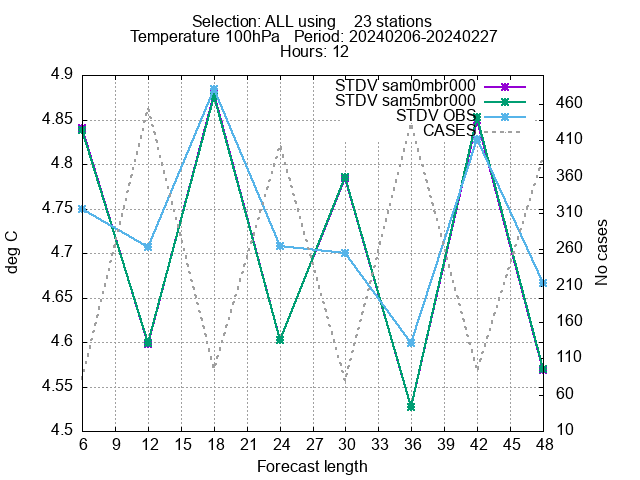 Selection: ALL using 23 stations
Temperature 100hPa Period: 20240206-20240227
Hours: 12
STDV sam0mbr000
STDV sam5mbr000
STDV OBS
CASES
4.9
4.85
4.8
4.75
4.7
4.65
4.6
4.55
4.5
460
410
360
310
260
210
160
110
60
10
deg C
No cases
6 9 12 15 18 21 24 27 30 33 36 39 42 45 48
Forecast length